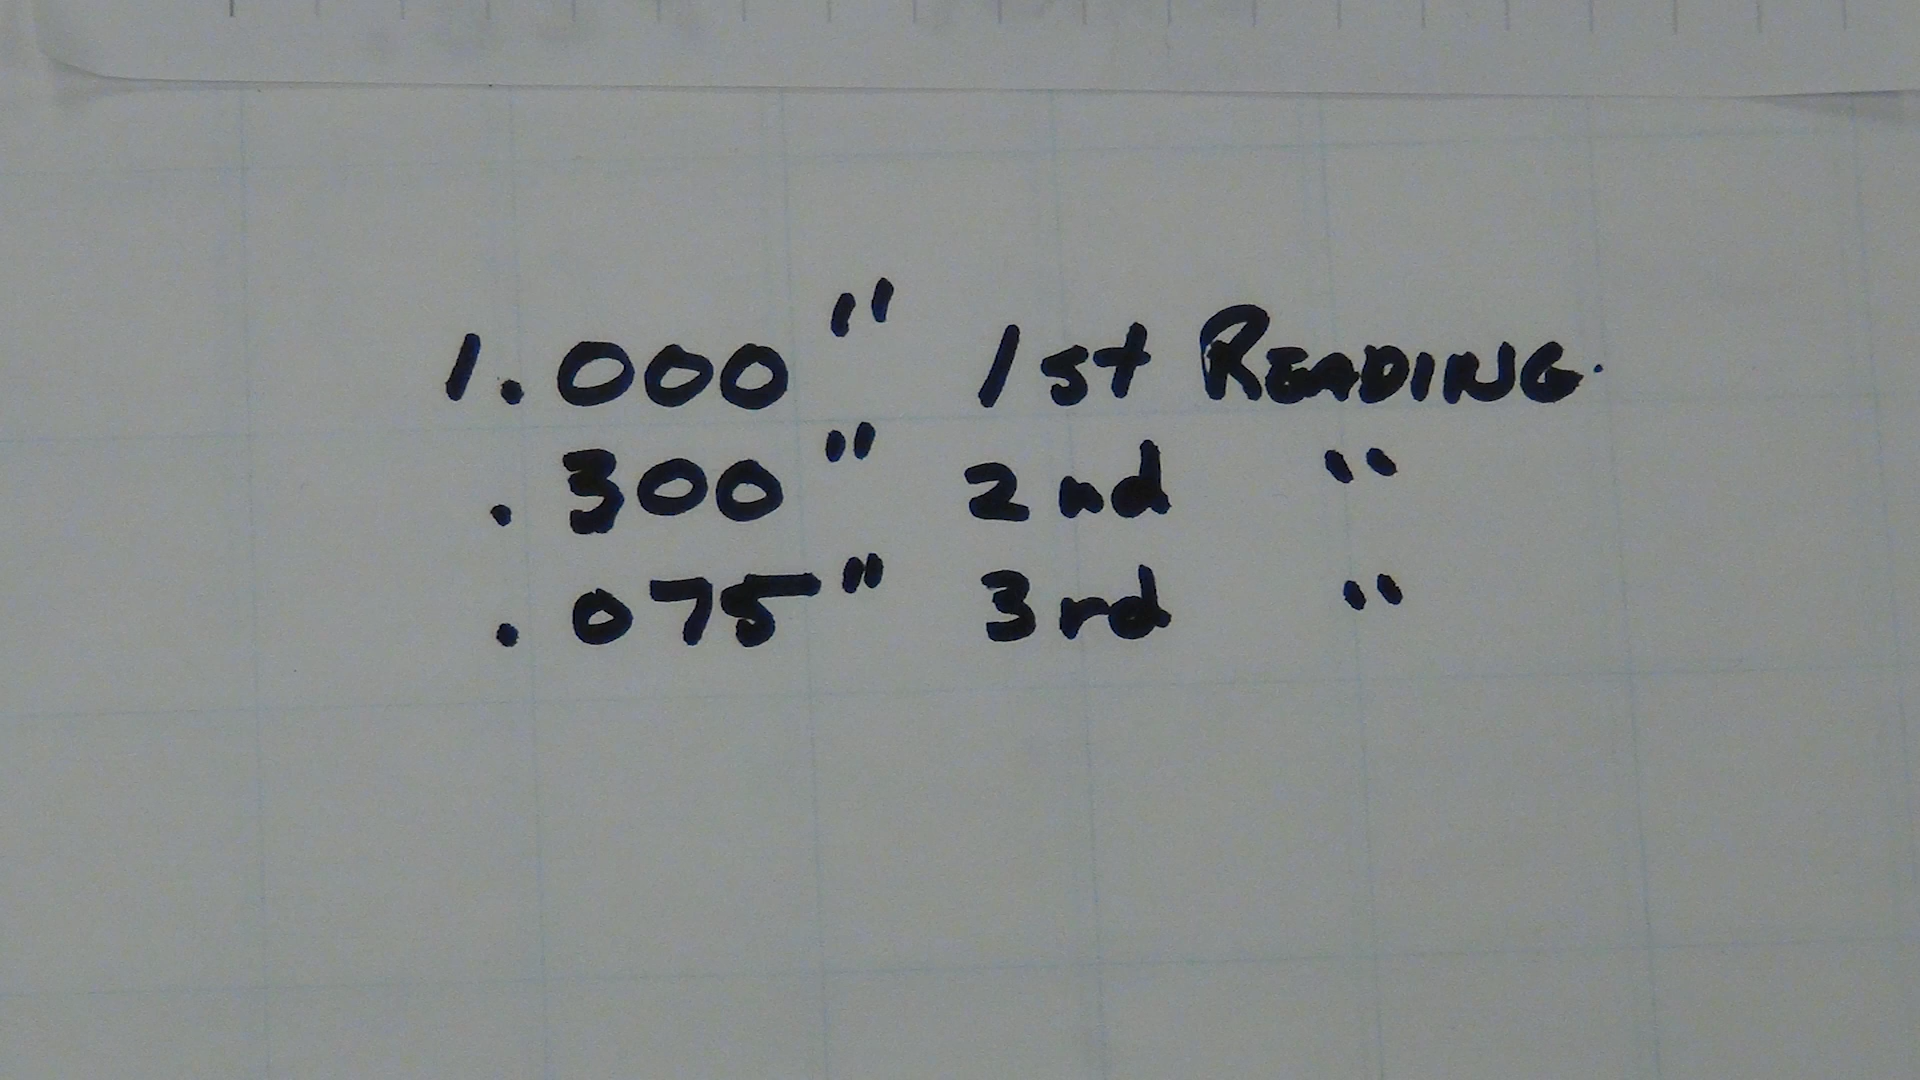 1.000" 1st READING.
.300" 2nd "
.075" 3rd "